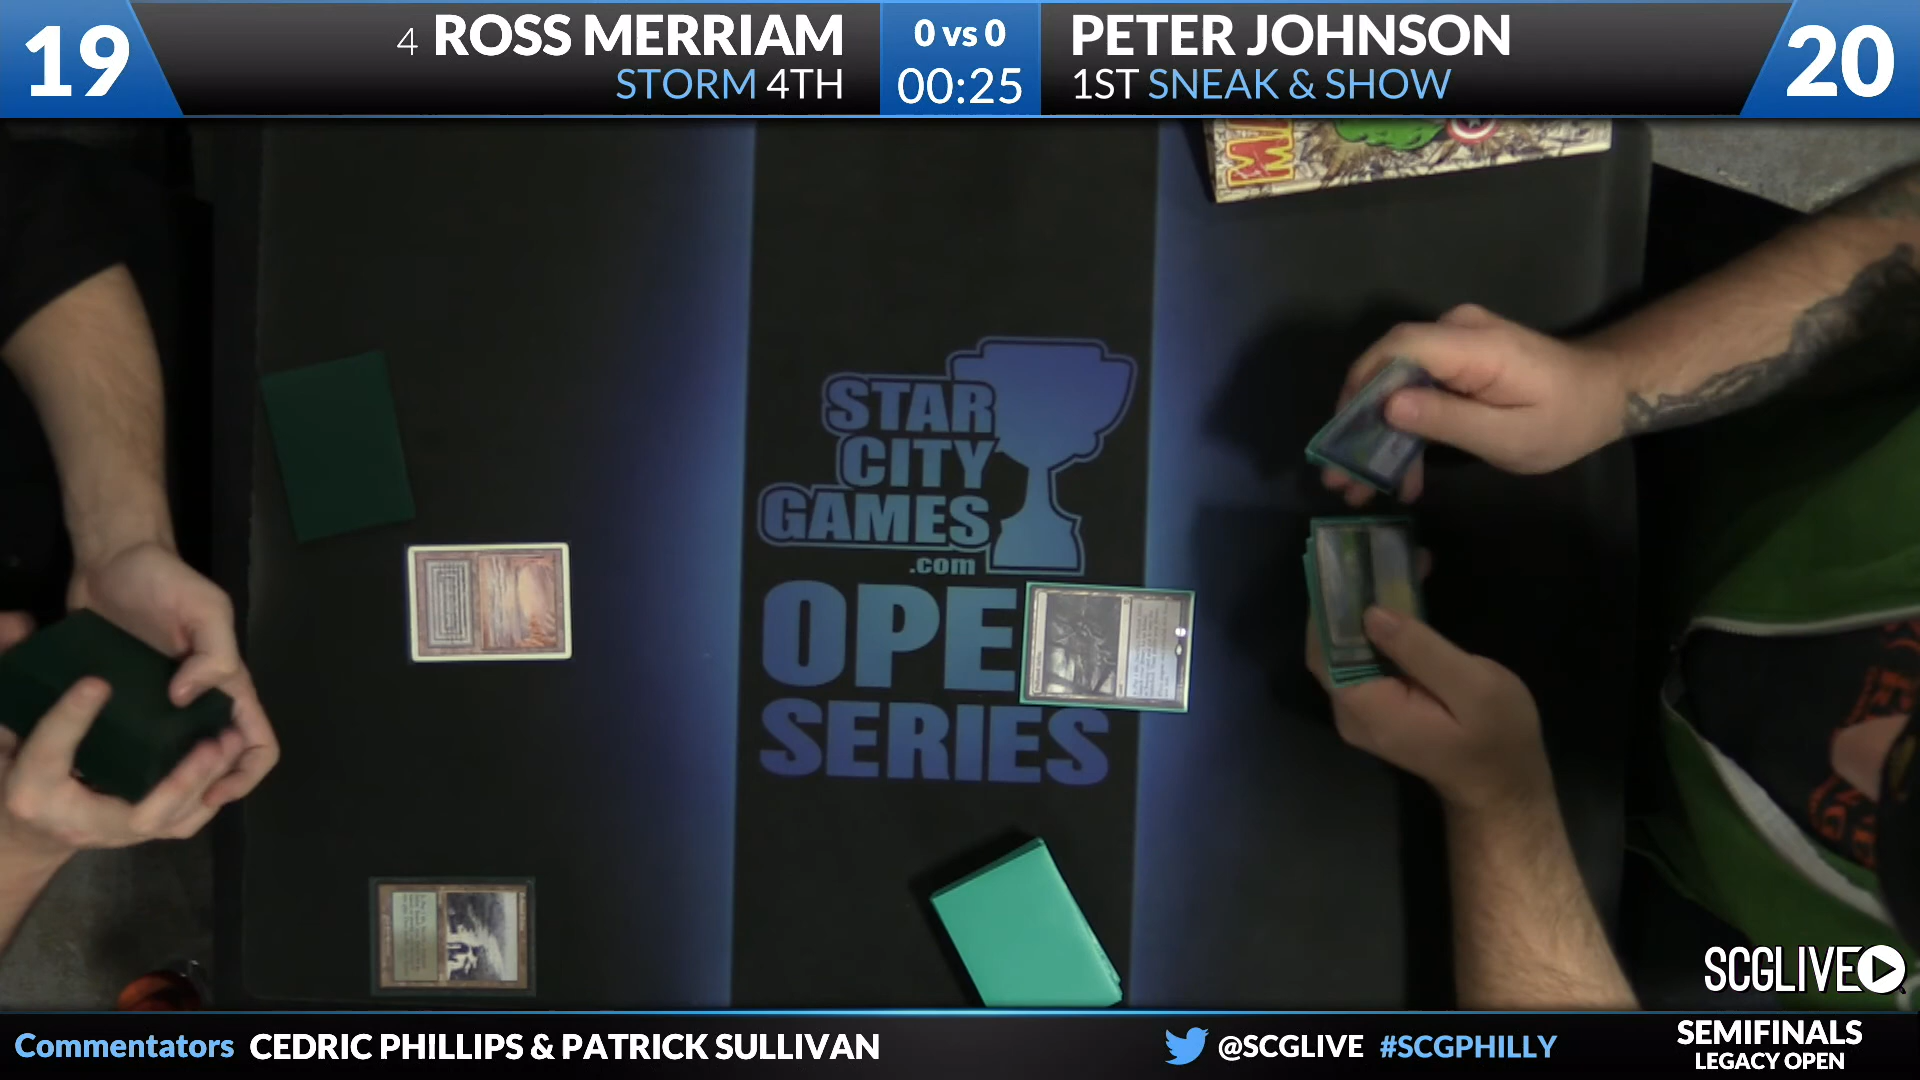 19
4 ROSS MERRIAM
STORM 4TH
0 vs 0
00:25
PETER JOHNSON
1ST SNEAK & SHOW
20
STAR
CITY
GAMES
.com
OPE
SERIES
SCGLIVE
Commentators CEDRIC PHILLIPS & PATRICK SULLIVAN
@SCGLIVE #SCGPHILLY
SEMIFINALS
LEGACY OPEN